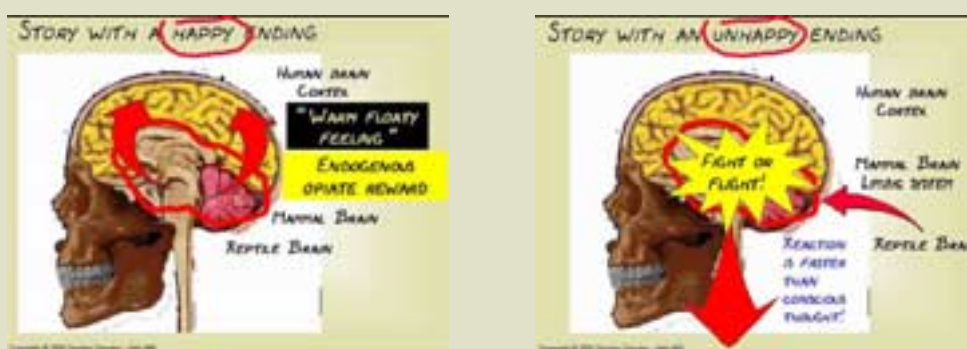 STORY WITH A HAPPY ENDING
HUMAN BRAIN
CORTEX
"WARM FLOATY
FEELING"
ENDOGENOUS
OPIATE REWARD
MAMMAL BRAIN
REPTILE BRAIN
STORY WITH AN UNHAPPY ENDING
HUMAN BRAIN
CORTEX
FIGHT OR
FLIGHT!
MAMMAL BRAIN
LIMBIC SYSTEM
REPTILE BRAI
REACTION
IS FASTER
THAN
CONSCIOUS
THOUGHT!